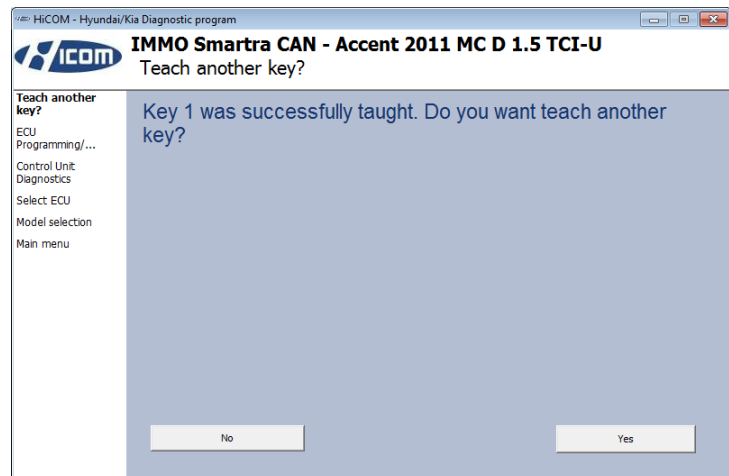 HiCOM - Hyundai/Kia Diagnostic program
HICOM
IMMO Smartra CAN - Accent 2011 MC D 1.5 TCI-U
Teach another key?
Teach another
key?
ECU
Programming/...
Control Unit
Diagnostics
Select ECU
Model selection
Main menu
Key 1 was successfully taught. Do you want teach another
key?
No
Yes